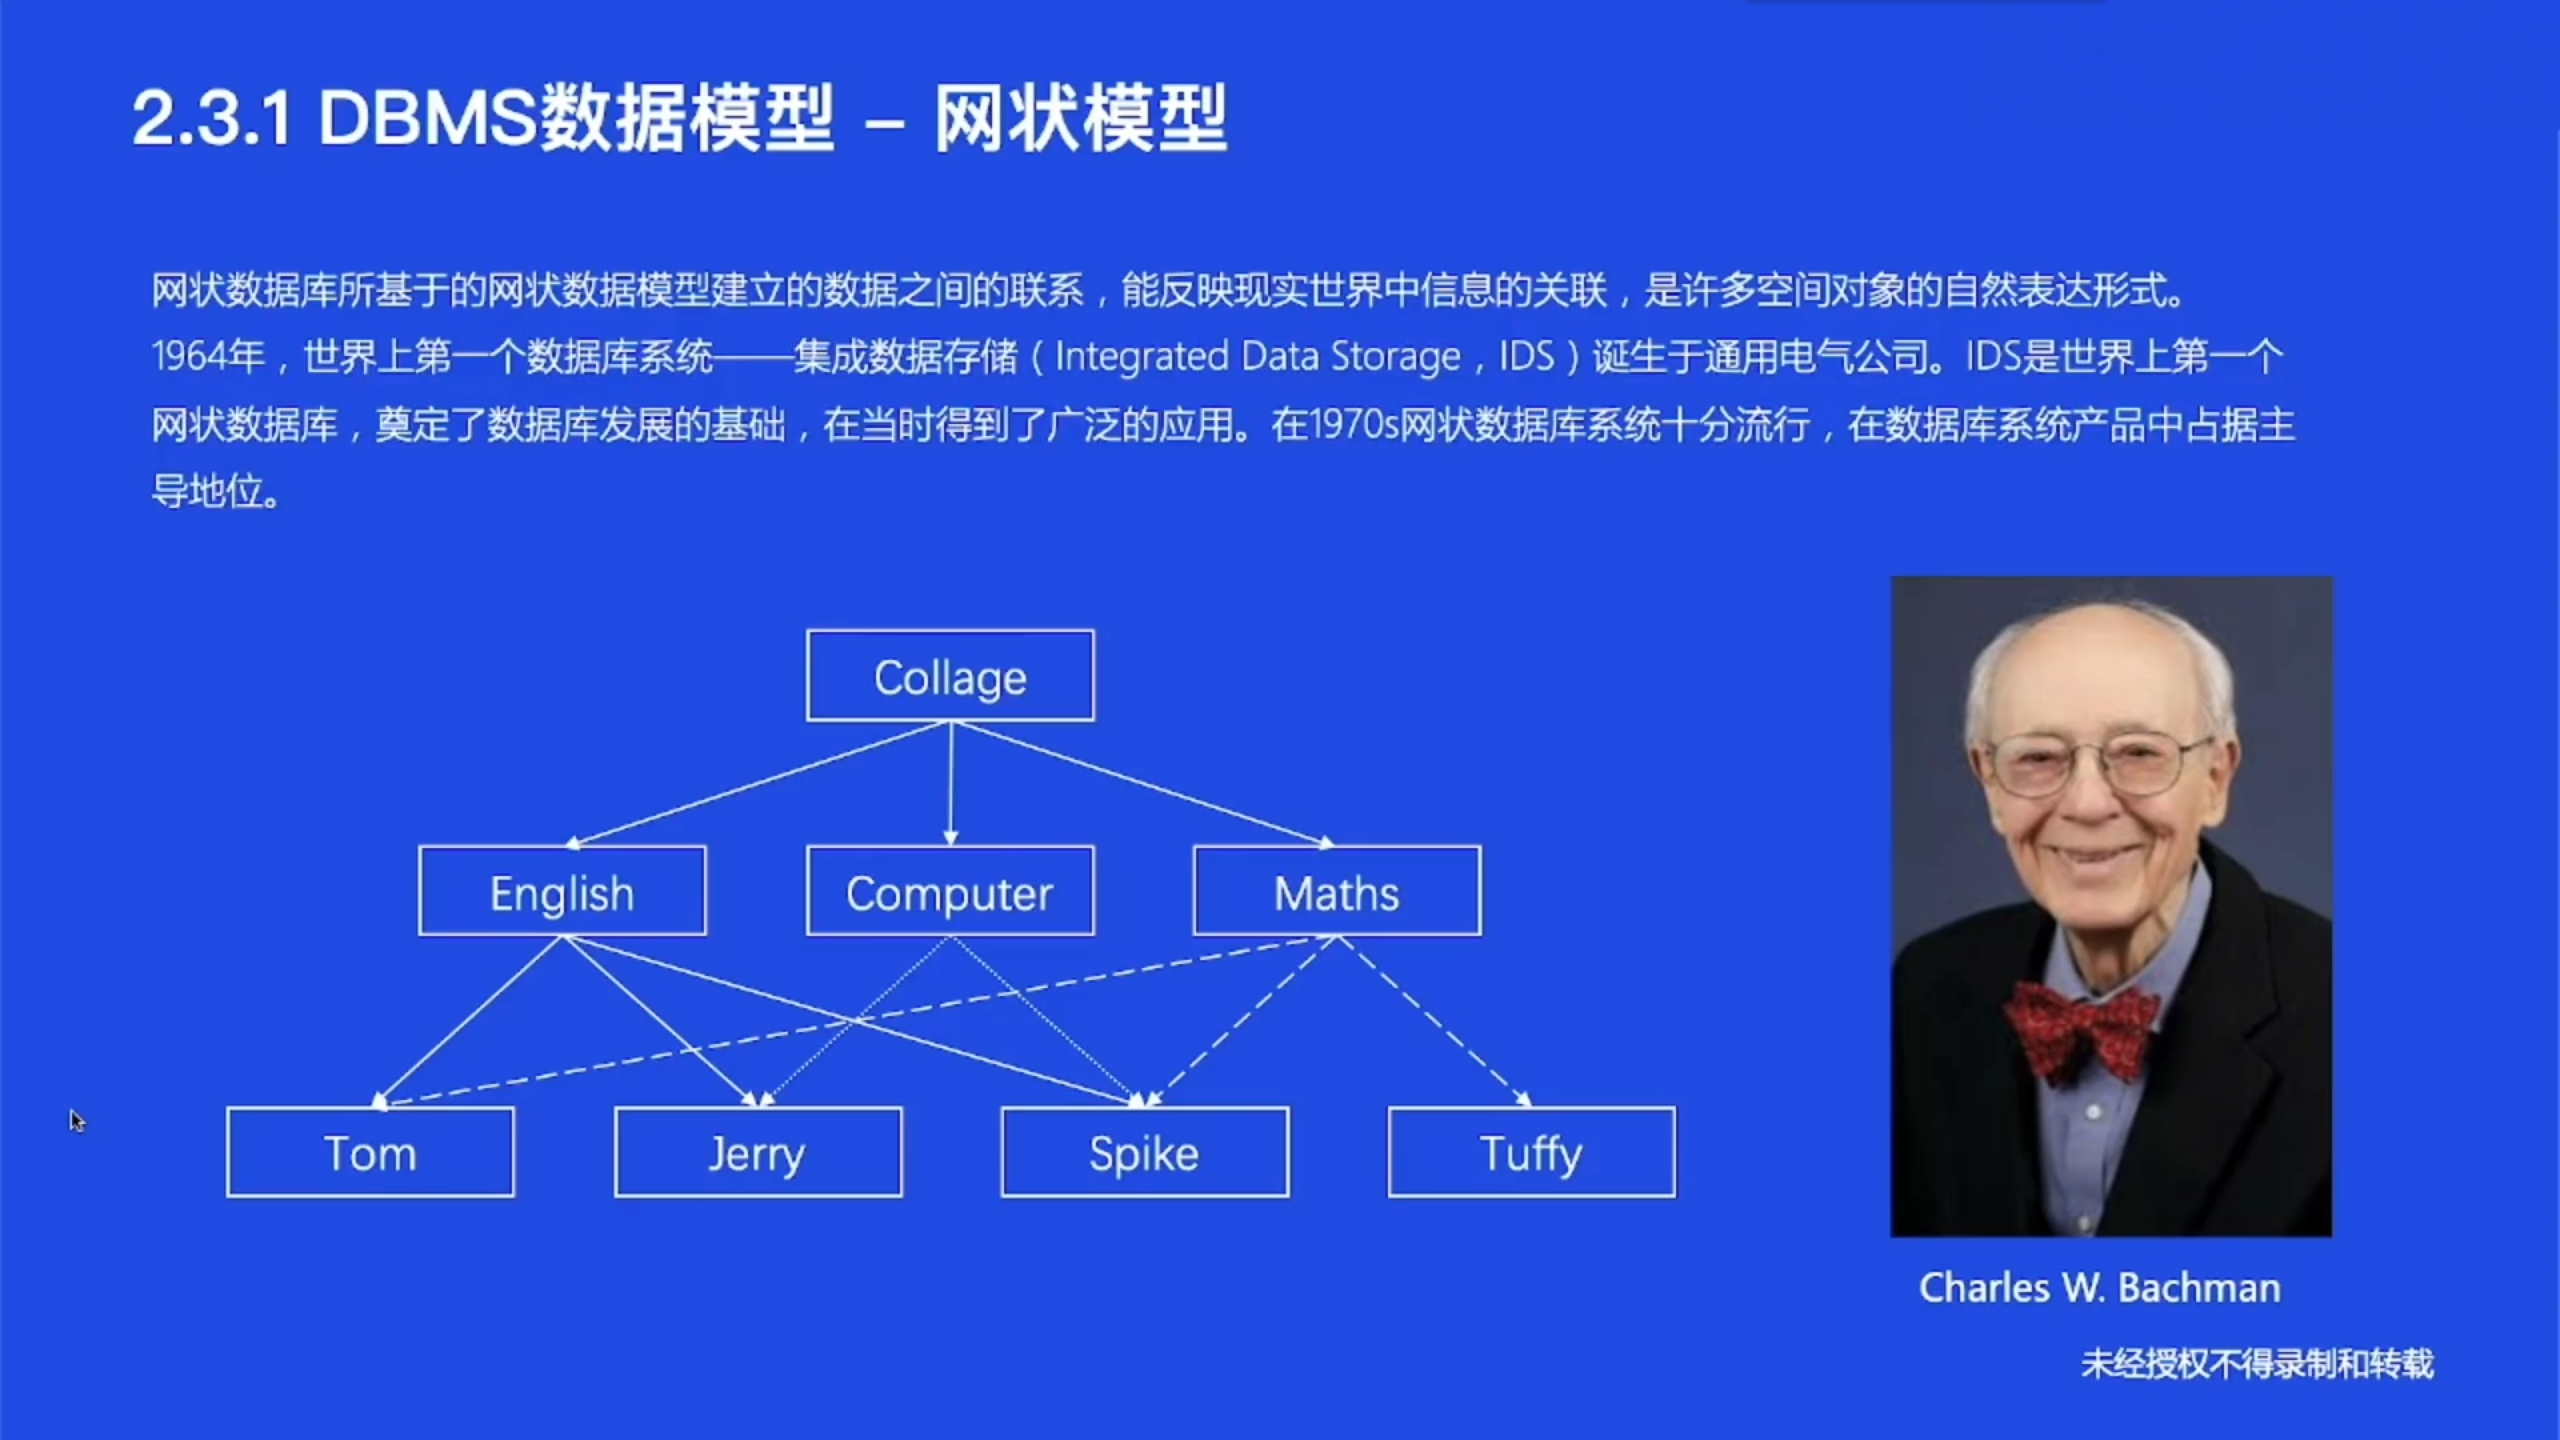 2.3.1 DBMS数据模型 – 网状模型
网状数据库所基于的网状数据模型建立的数据之间的联系，能反映现实世界中信息的关联，是许多空间对象的自然表达形式。
1964年，世界上第一个数据库系统——集成数据存储（Integrated Data Storage，IDS）诞生于通用电气公司。IDS是世界上第一个
网状数据库，奠定了数据库发展的基础，在当时得到了广泛的应用。在1970s网状数据库系统十分流行，在数据库系统产品中占据主
导地位。
Collage
English
Computer
Maths
Tom
Jerry
Spike
Tuffy
Charles W. Bachman
未经授权不得录制和转载